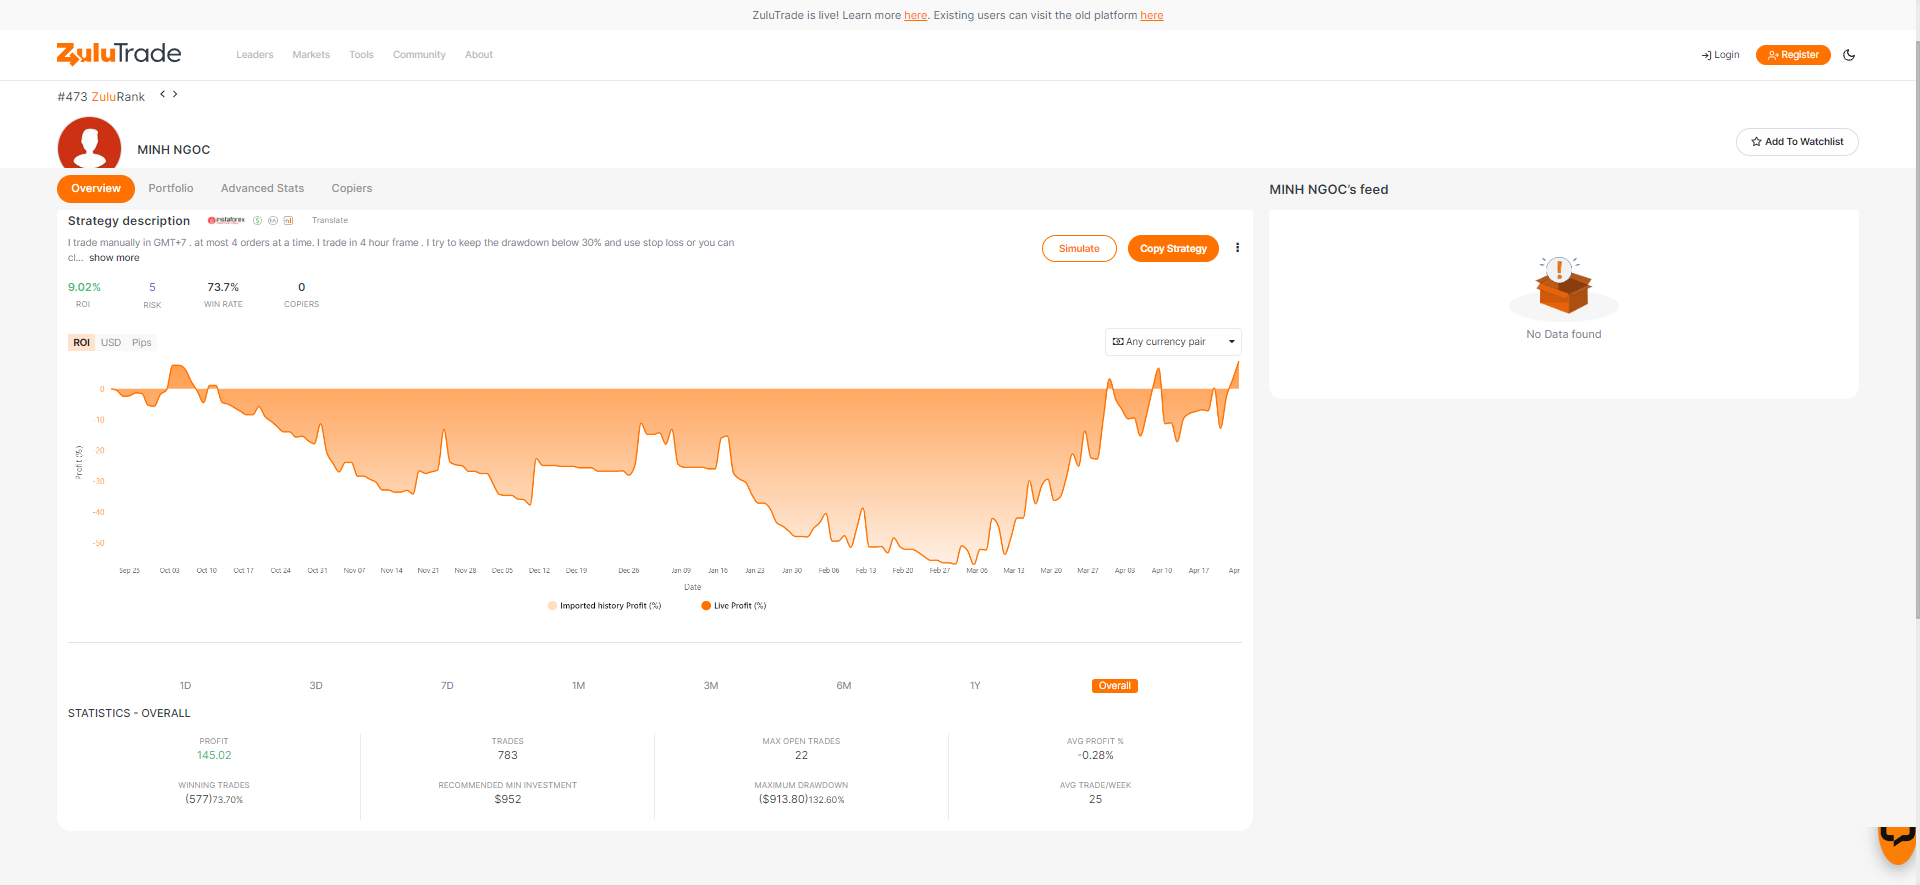 ZuluTrade is live! Learn more here. Existing users can visit the old platform here
ZuluTrade
Leaders Markets Tools Community About
Login Register
#473 ZuluRank < >
MINH NGOC
Add To Watchlist
Overview Portfolio Advanced Stats Copiers
MINH NGOC's feed
Strategy description instaforex $ EA Translate
I trade manually in GMT+7 . at most 4 orders at a time. I trade in 4 hour frame . I try to keep the drawdown below 30% and use stop loss or you can
cl... show more
Simulate Copy Strategy
9.02% 5 73.7% 0
ROI RISK WIN RATE COPIERS
No Data found
ROI USD Pips
Any currency pair
0
-10
-20
-30
-40
-50
Profit (%)
Sep 25 Oct 03 Oct 10 Oct 17 Oct 24 Oct 31 Nov 07 Nov 14 Nov 21 Nov 28 Dec 05 Dec 12 Dec 19 Dec 26 Jan 09 Jan 16 Jan 23 Jan 30 Feb 06 Feb 13 Feb 20 Feb 27 Mar 06 Mar 13 Mar 20 Mar 27 Apr 03 Apr 10 Apr 17 Apr
Date
Imported history Profit (%) Live Profit (%)
1D 3D 7D 1M 3M 6M 1Y Overall
STATISTICS - OVERALL
PROFIT TRADES MAX OPEN TRADES AVG PROFIT %
145.02 783 22 -0.28%
WINNING TRADES RECOMMENDED MIN INVESTMENT MAXIMUM DRAWDOWN AVG TRADE/WEEK
(577)73.70% $952 ($913.80)132.60% 25